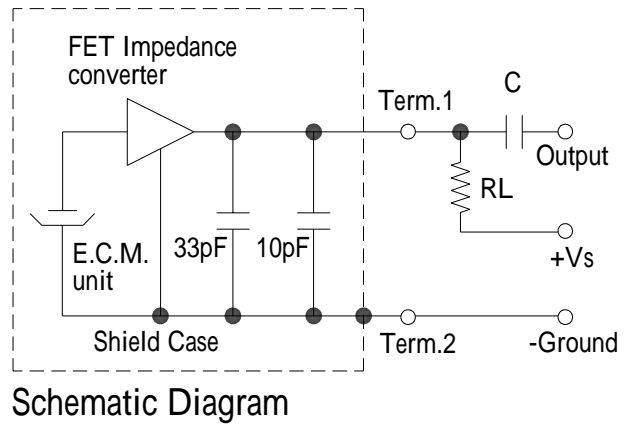 FET Impedance
converter
Term.1
C
Output
RL
+Vs
E.C.M.
unit
33pF
10pF
Shield Case
Term.2
-Ground
Schematic Diagram